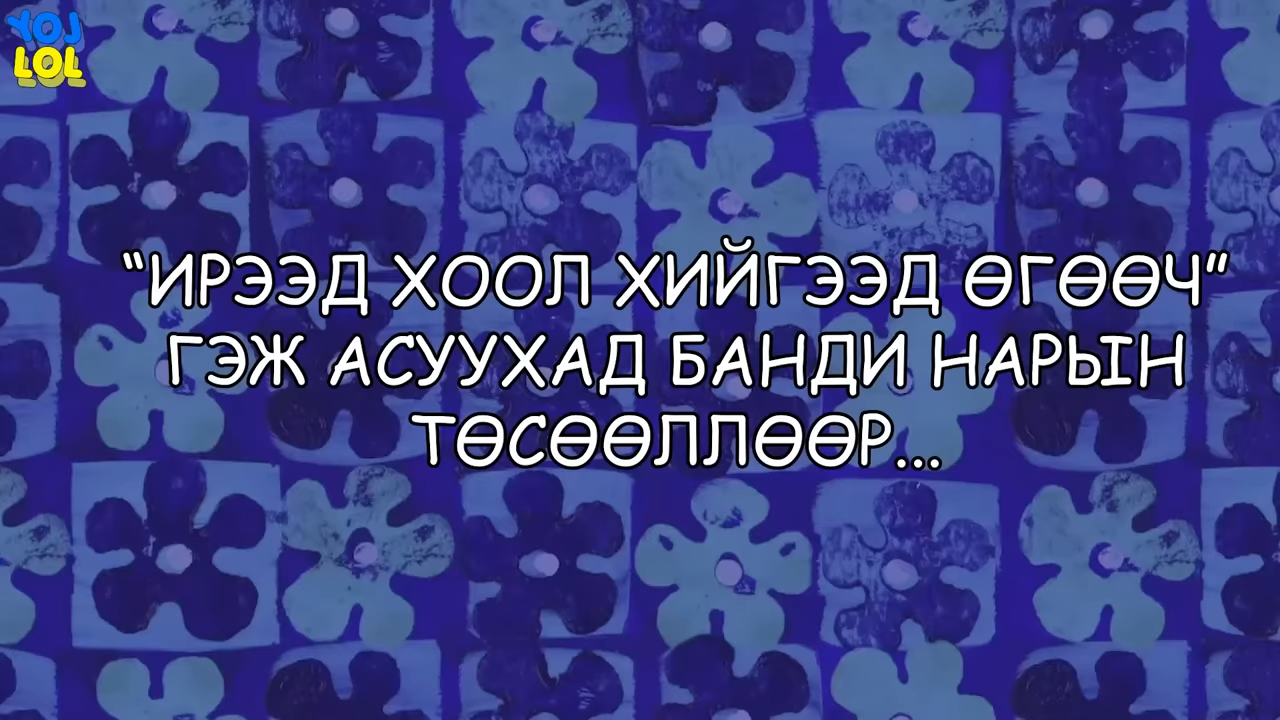 YOJ
LOL
“ИРЭЭД ХООЛ ХИЙГЭЭД ӨГӨӨЧ”
ГЭЖ АСУУХАД БАНДИ НАРЫН
ТӨСӨӨЛЛӨӨР...